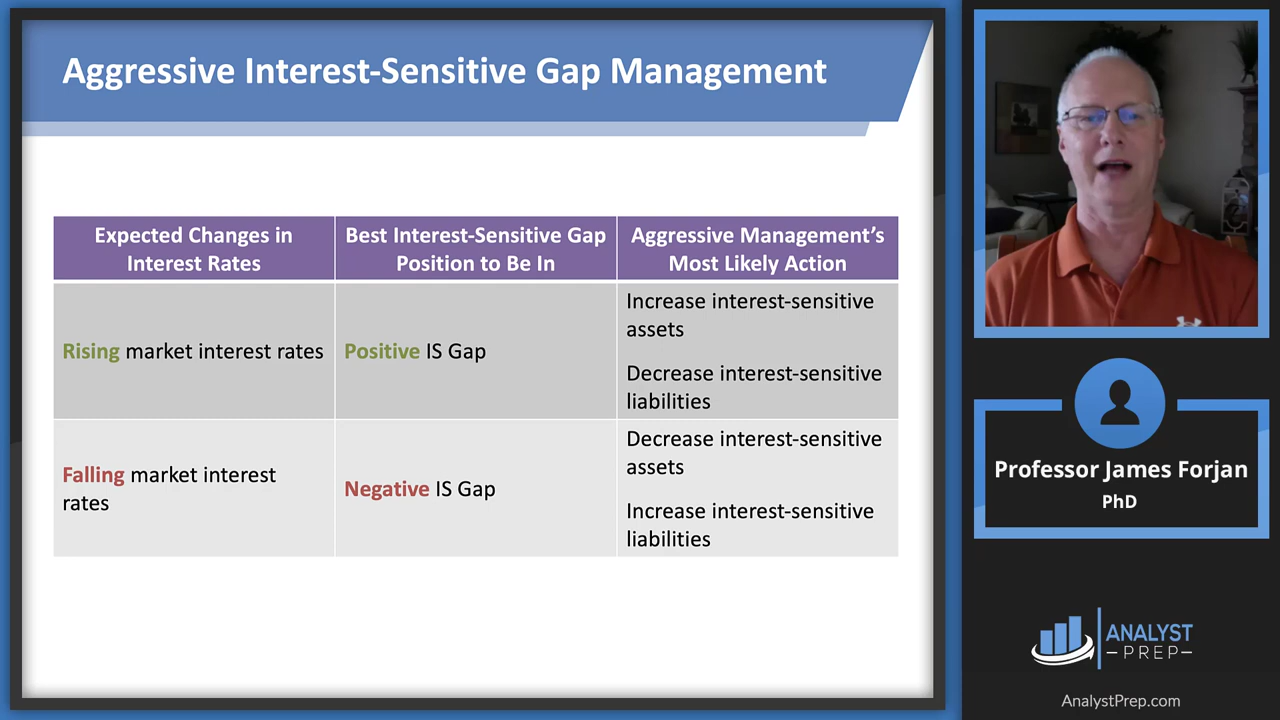 Aggressive Interest-Sensitive Gap Management
Expected Changes in
Interest Rates
Best Interest-Sensitive Gap
Position to Be In
Aggressive Management’s
Most Likely Action
Rising market interest rates
Positive IS Gap
Increase interest-sensitive
assets
Decrease interest-sensitive
liabilities
Falling market interest
rates
Negative IS Gap
Decrease interest-sensitive
assets
Increase interest-sensitive
liabilities
Professor James Forjan
PhD
ANALYST
PREP
AnalystPrep.com